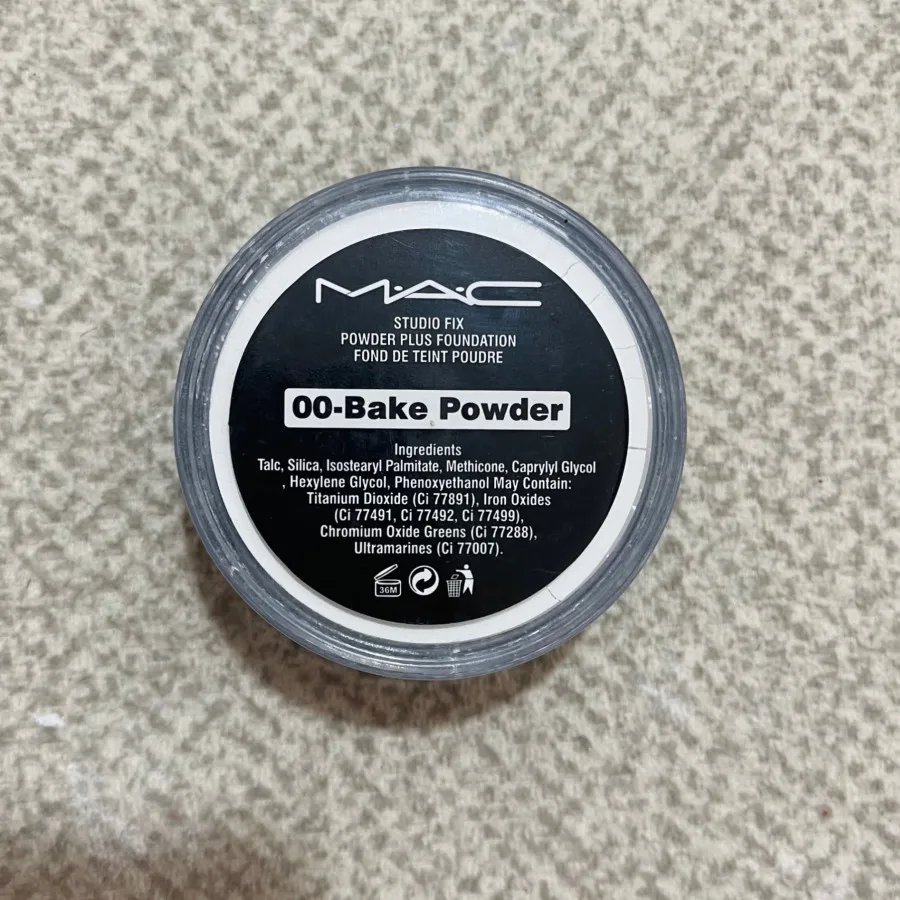 M·A·C
STUDIO FIX
POWDER PLUS FOUNDATION
FOND DE TEINT POUDRE
00-Bake Powder
Ingredients
Talc, Silica, Isostearyl Palmitate, Methicone, Caprylyl Glycol
, Hexylene Glycol, Phenoxyethanol May Contain:
Titanium Dioxide (Ci 77891), Iron Oxides
(Ci 77491, Ci 77492, Ci 77499),
Chromium Oxide Greens (Ci 77288),
Ultramarines (Ci 77007).
36M